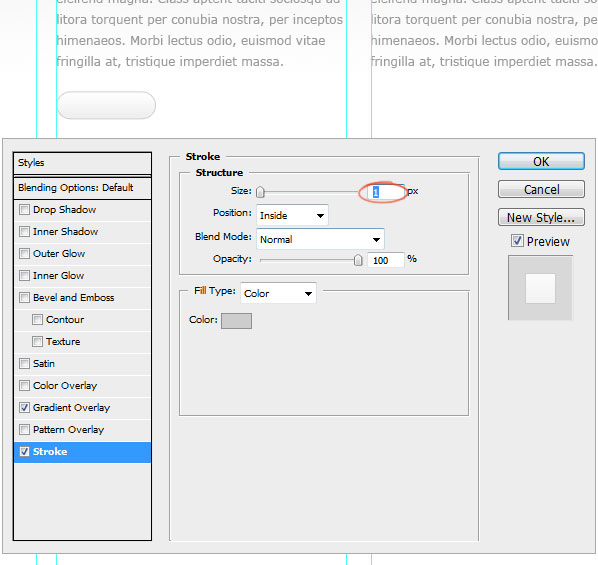 eleifend magna. Class aptent taciti sociosqu ad
litora torquent per conubia nostra, per inceptos
himenaeos. Morbi lectus odio, euismod vitae
fringilla at, tristique imperdiet massa.
eleifend magna. Class aptent taciti
litora torquent per conubia nostra, pe
himenaeos. Morbi lectus odio, euismo
fringilla at, tristique imperdiet massa.
Styles
Blending Options: Default
Drop Shadow
Inner Shadow
Outer Glow
Inner Glow
Bevel and Emboss
Contour
Texture
Satin
Color Overlay
Gradient Overlay
Pattern Overlay
Stroke
Stroke
Structure
Size: 1 px
Position: Inside
Blend Mode: Normal
Opacity: 100 %
Fill Type: Color
Color:
OK
Cancel
New Style...
Preview